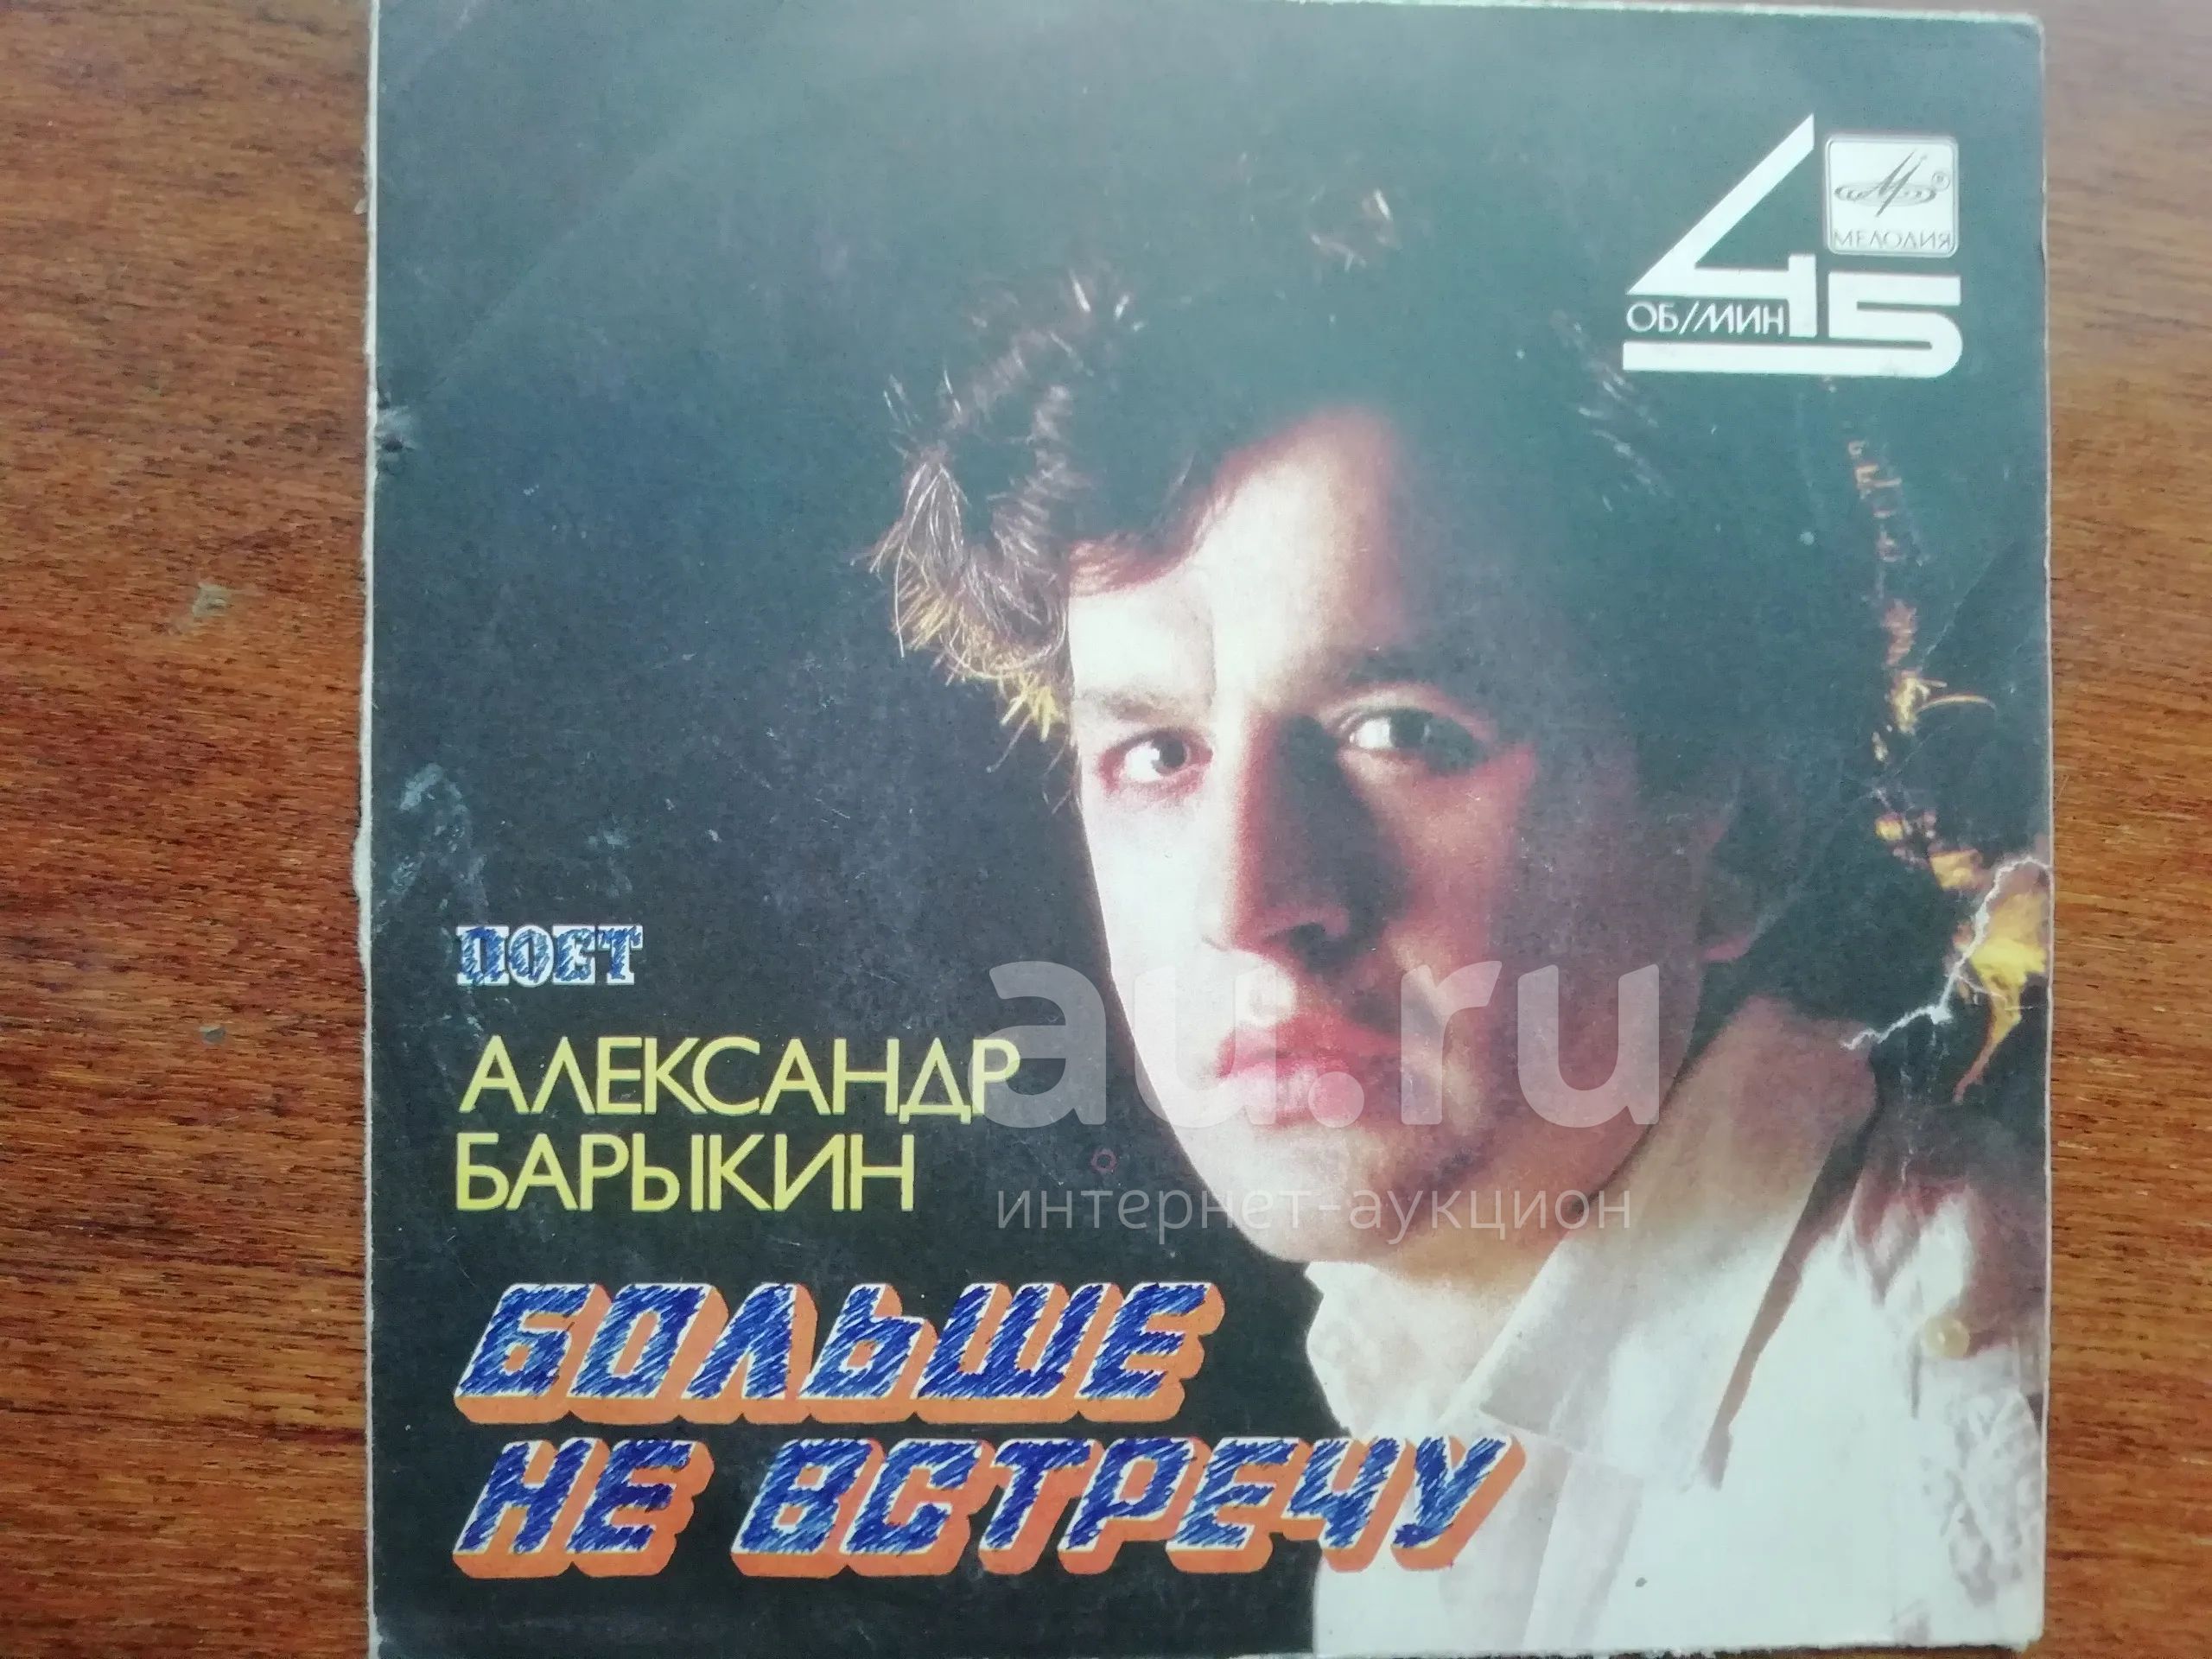 45
МЕЛОДИЯ
ОБ/МИН
ПОЕТ
АЛЕКСАНДР
БАРЫКИН
БОЛЬШЕ
НЕ ВСТРЕЧУ
au.ru
интернет-аукцион